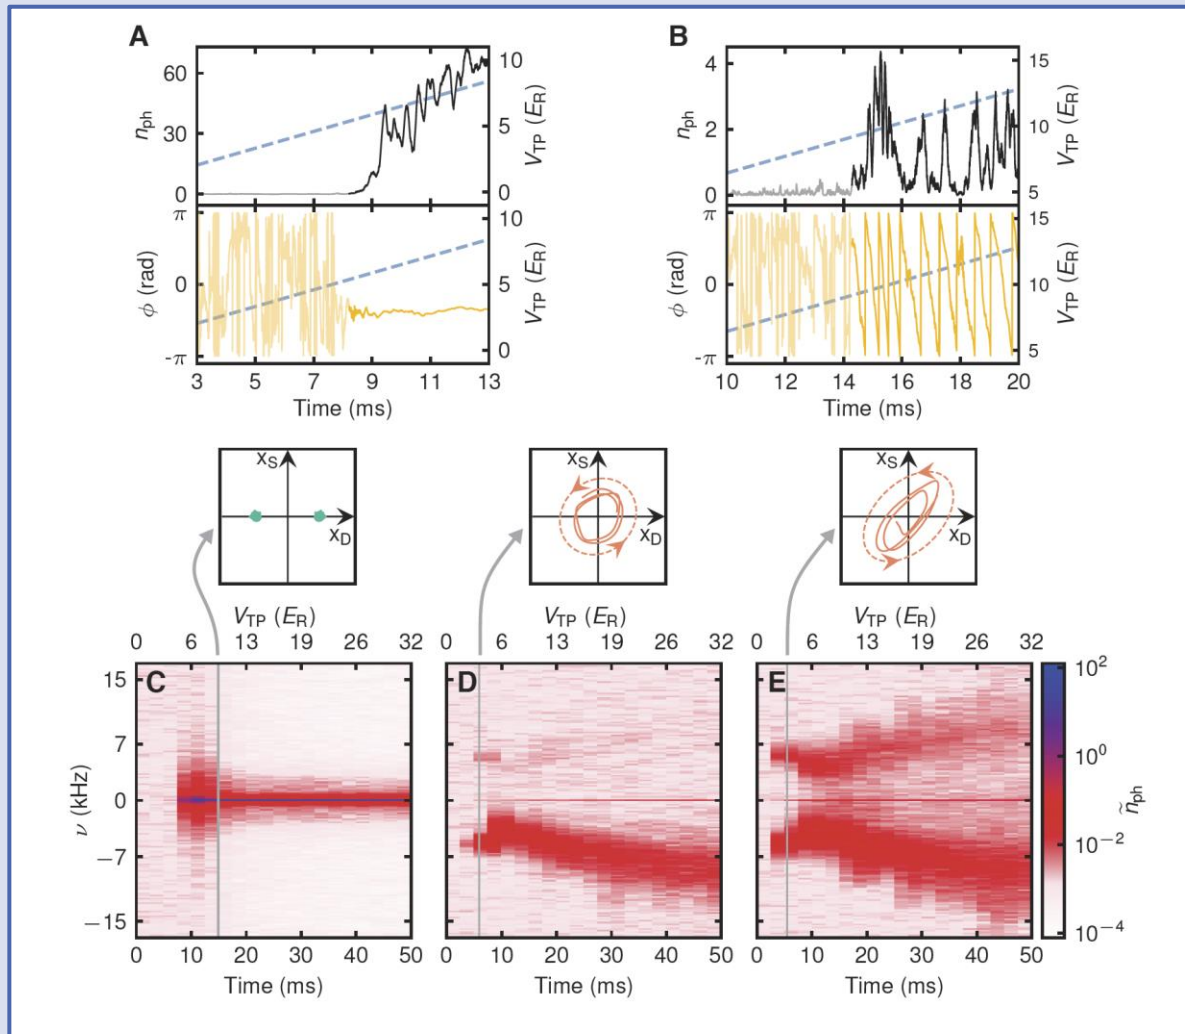 A
B
60
30
0
n_ph
10
5
0
V_TP (E_R)
4
2
0
n_ph
15
10
5
V_TP (E_R)
π
0
-π
ϕ (rad)
10
5
0
V_TP (E_R)
π
0
-π
ϕ (rad)
15
10
5
V_TP (E_R)
3 5 7 9 11 13
Time (ms)
10 12 14 16 18 20
Time (ms)
x_S
x_D
x_S
x_D
x_S
x_D
V_TP (E_R)
V_TP (E_R)
V_TP (E_R)
0 6 13 19 26 32
0 6 13 19 26 32
0 6 13 19 26 32
C
D
E
15
7
0
−7
−15
ν (kHz)
10^2
10^0
10^−2
10^−4
ñ_ph
0 10 20 30 40 50
0 10 20 30 40 50
0 10 20 30 40 50
Time (ms)
Time (ms)
Time (ms)